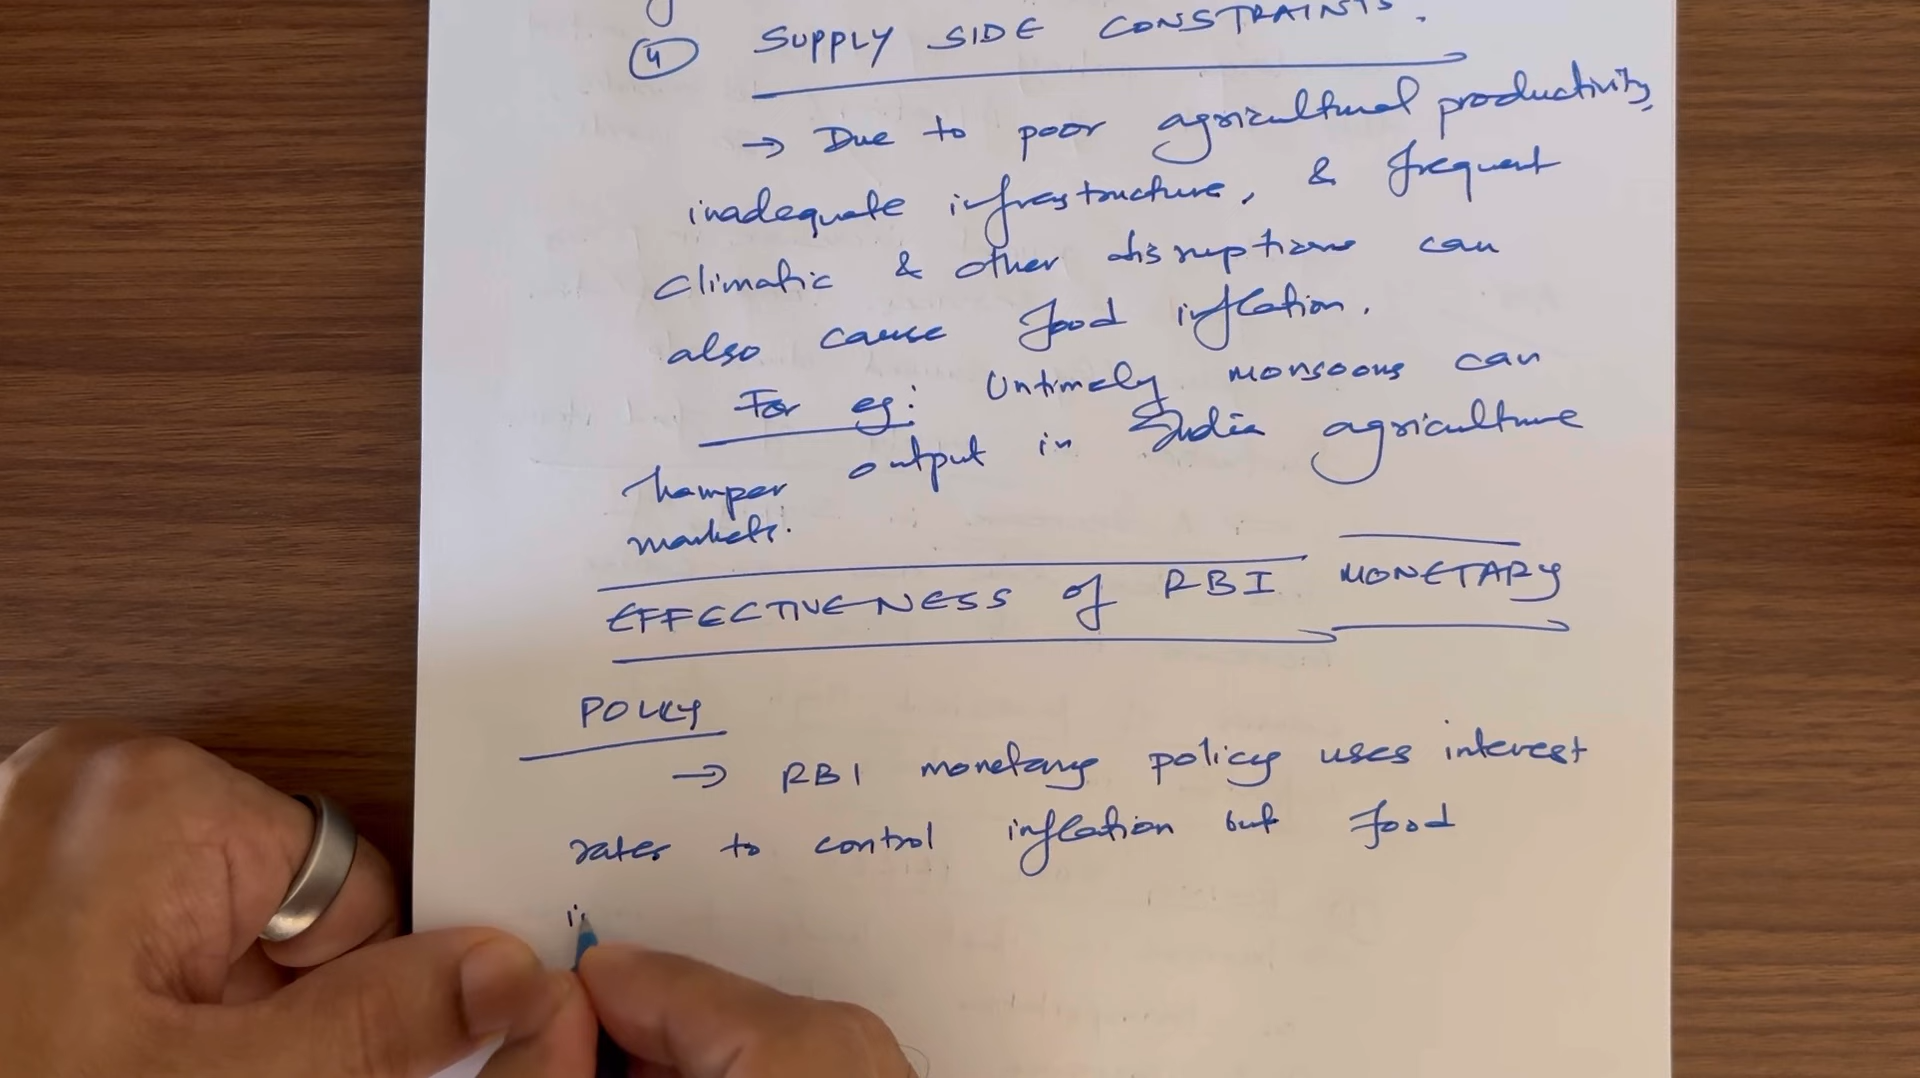 ④ SUPPLY SIDE CONSTRAINTS.
→ Due to poor agricultural productivity,
inadequate infrastructure, & frequent
climatic & other disruptions can
also cause food inflation.
For eg: Untimely monsoons can
hamper output in India agriculture
markets.
EFFECTIVENESS of RBI MONETARY
POLICY
→ RBI monetary policy uses interest
rates to control inflation but food